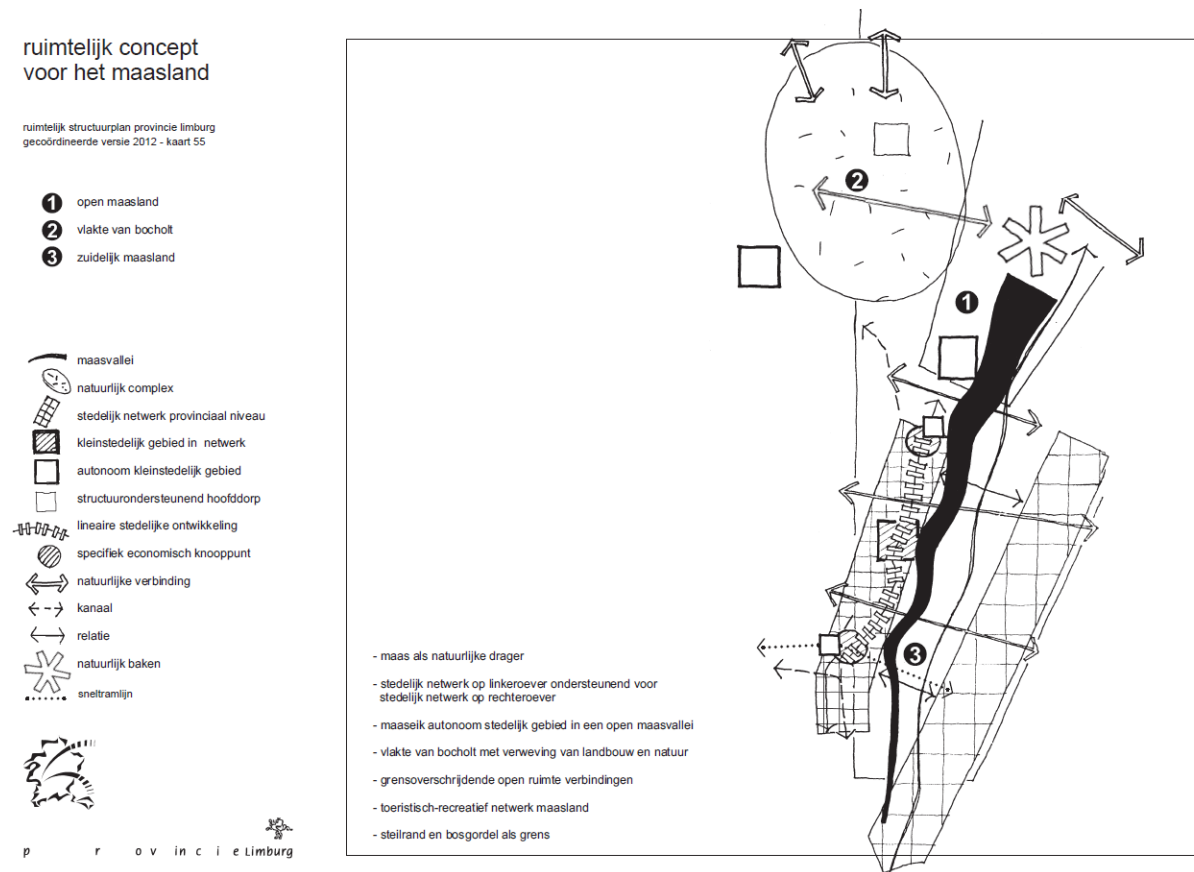 ruimtelijk concept
voor het maasland
ruimtelijk structuurplan provincie limburg
gecoördineerde versie 2012 - kaart 55
1 open maasland
2 vlakte van bocholt
3 zuidelijk maasland
maasvallei
natuurlijk complex
stedelijk netwerk provinciaal niveau
kleinstedelijk gebied in netwerk
autonoom kleinstedelijk gebied
structuurondersteunend hoofddorp
lineaire stedelijke ontwikkeling
specifiek economisch knooppunt
natuurlijke verbinding
kanaal
relatie
natuurlijk baken
sneltramlijn
provincie Limburg
2
1
3
- maas als natuurlijke drager
- stedelijk netwerk op linkeroever ondersteunend voor
stedelijk netwerk op rechteroever
- maaseik autonoom stedelijk gebied in een open maasvallei
- vlakte van bocholt met verweving van landbouw en natuur
- grensoverschrijdende open ruimte verbindingen
- toeristisch-recreatief netwerk maasland
- steilrand en bosgordel als grens